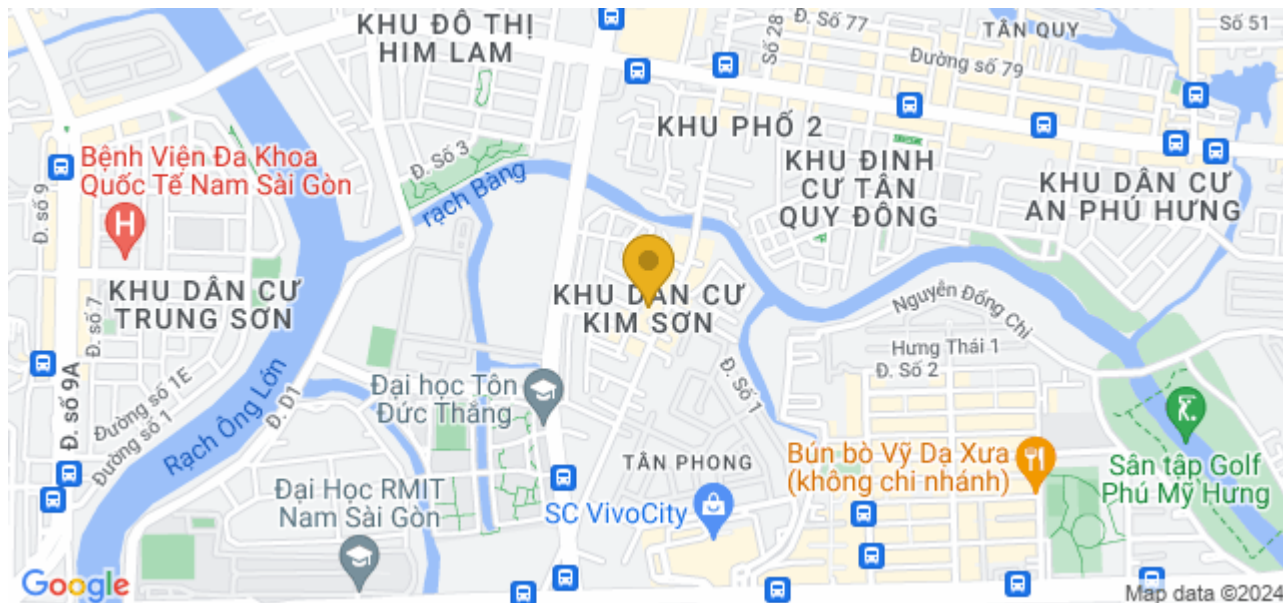 KHU ĐÔ THỊ
HIM LAM
Đ. Số 77
Số 28
TÂN QUY
Số 51
Đường số 79
KHU PHỐ 2
Đ. Số 3
Bệnh Viện Đa Khoa
Quốc Tế Nam Sài Gòn
H
rạch Bàng
KHU ĐỊNH
CƯ TÂN
QUY ĐÔNG
KHU DÂN CƯ
AN PHÚ HƯNG
Đ. số 9
KHU DÂN CƯ
TRUNG SƠN
Đ. số 7
KHU DÂN CƯ
KIM SƠN
Nguyễn Đổng Chi
Hưng Thái 1
Đ. Số 2
Đ. Số 1
Đ. số 9A
Đường số 1E
Đường số 1
Đ. D1
Rạch Ông Lớn
Đại học Tôn
Đức Thắng
TÂN PHONG
Bún bò Vỹ Dạ Xưa
(không chi nhánh)
Sân tập Golf
Phú Mỹ Hưng
Đại Học RMIT
Nam Sài Gòn
SC VivoCity
Google
Map data ©2024